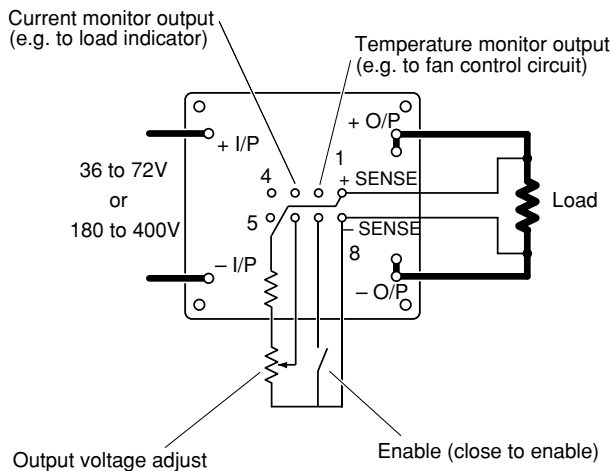 Current monitor output
(e.g. to load indicator)
Temperature monitor output
(e.g. to fan control circuit)
+ O/P
+ I/P
1
4
+ SENSE
36 to 72V
or
180 to 400V
Load
5
– SENSE
8
– I/P
– O/P
Output voltage adjust
Enable (close to enable)